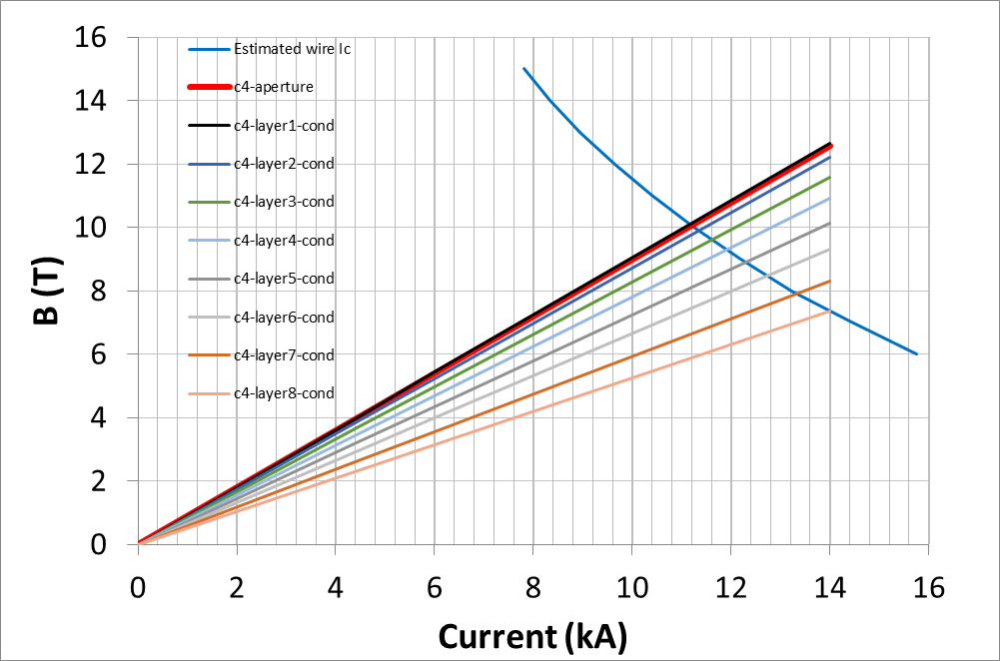 16
14
12
10
8
6
4
2
0
B (T)
Estimated wire Ic
c4-aperture
c4-layer1-cond
c4-layer2-cond
c4-layer3-cond
c4-layer4-cond
c4-layer5-cond
c4-layer6-cond
c4-layer7-cond
c4-layer8-cond
0 2 4 6 8 10 12 14 16
Current (kA)